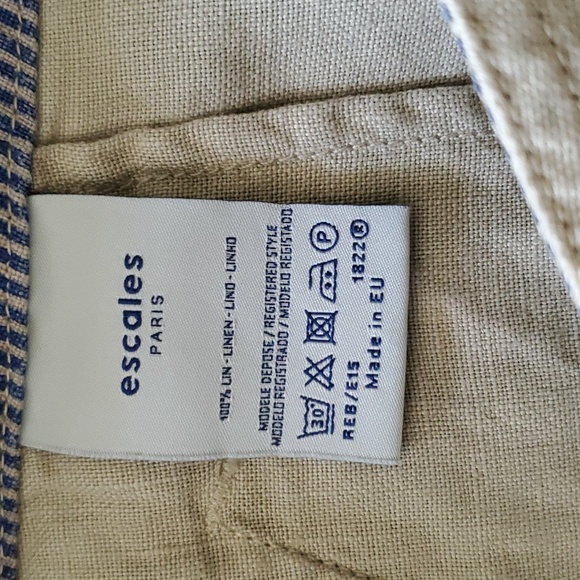 escales
PARIS
100% LIN - LINEN - LINO - LINHO
MODELE DEPOSE / REGISTERED STYLE
MODELO REGISTRADO / MODELO REGISTADO
30°
P
REB/E15
1822®
Made in EU